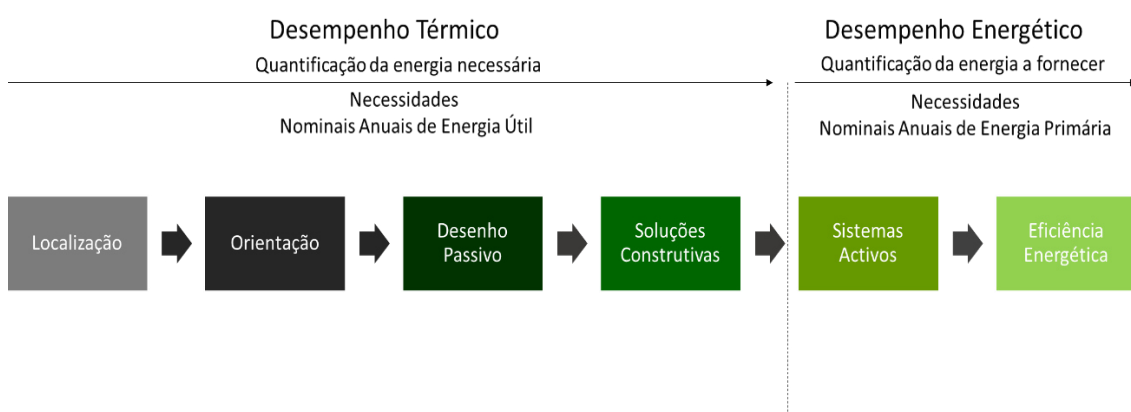 Desempenho Térmico
Quantificação da energia necessária
Necessidades
Nominais Anuais de Energia Útil
Desempenho Energético
Quantificação da energia a fornecer
Necessidades
Nominais Anuais de Energia Primária
Localização
Orientação
Desenho
Passivo
Soluções
Construtivas
Sistemas
Activos
Eficiência
Energética